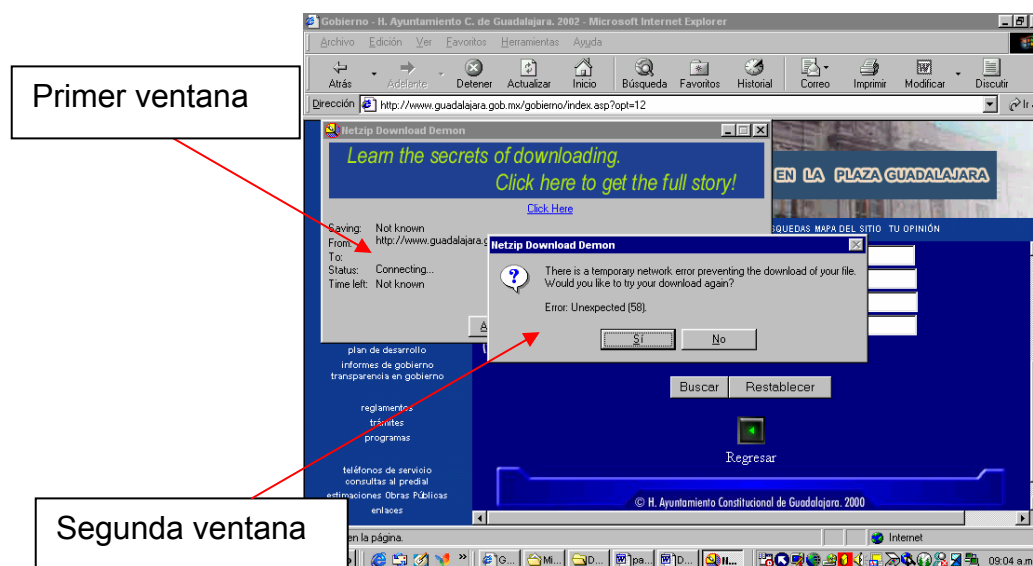 Gobierno - H. Ayuntamiento C. de Guadalajara. 2002 - Microsoft Internet Explorer
Archivo Edición Ver Favoritos Herramientas Ayuda
Atrás Adelante Detener Actualizar Inicio Búsqueda Favoritos Historial Correo Imprimir Modificar Discutir
Dirección http://www.guadalajara.gob.mx/gobierno/index.asp?opt=12 Ir
Primer ventana
Netzip Download Demon
Learn the secrets of downloading.
Click here to get the full story!
Click Here
EN LA PLAZA GUADALAJARA
MAPA DEL SITIO TU OPINIÓN
Saving: Not known
From: http://www.guadalajara.g
To:
Status: Connecting...
Time left: Not known
Netzip Download Demon
There is a temporary network error preventing the download of your file.
Would you like to try your download again?
Error: Unexpected (58).
Sí No
plan de desarrollo
informes de gobierno
transparencia en gobierno
Buscar Restablecer
reglamentos
trámites
programas
Regresar
teléfonos de servicio
consultas al predial
estimaciones Obras Públicas
enlaces
© H. Ayuntamiento Constitucional de Guadalajara. 2000
Segunda ventana
en la página. Internet
G... Mi... D... pa... D... N... 09:04 a.m.